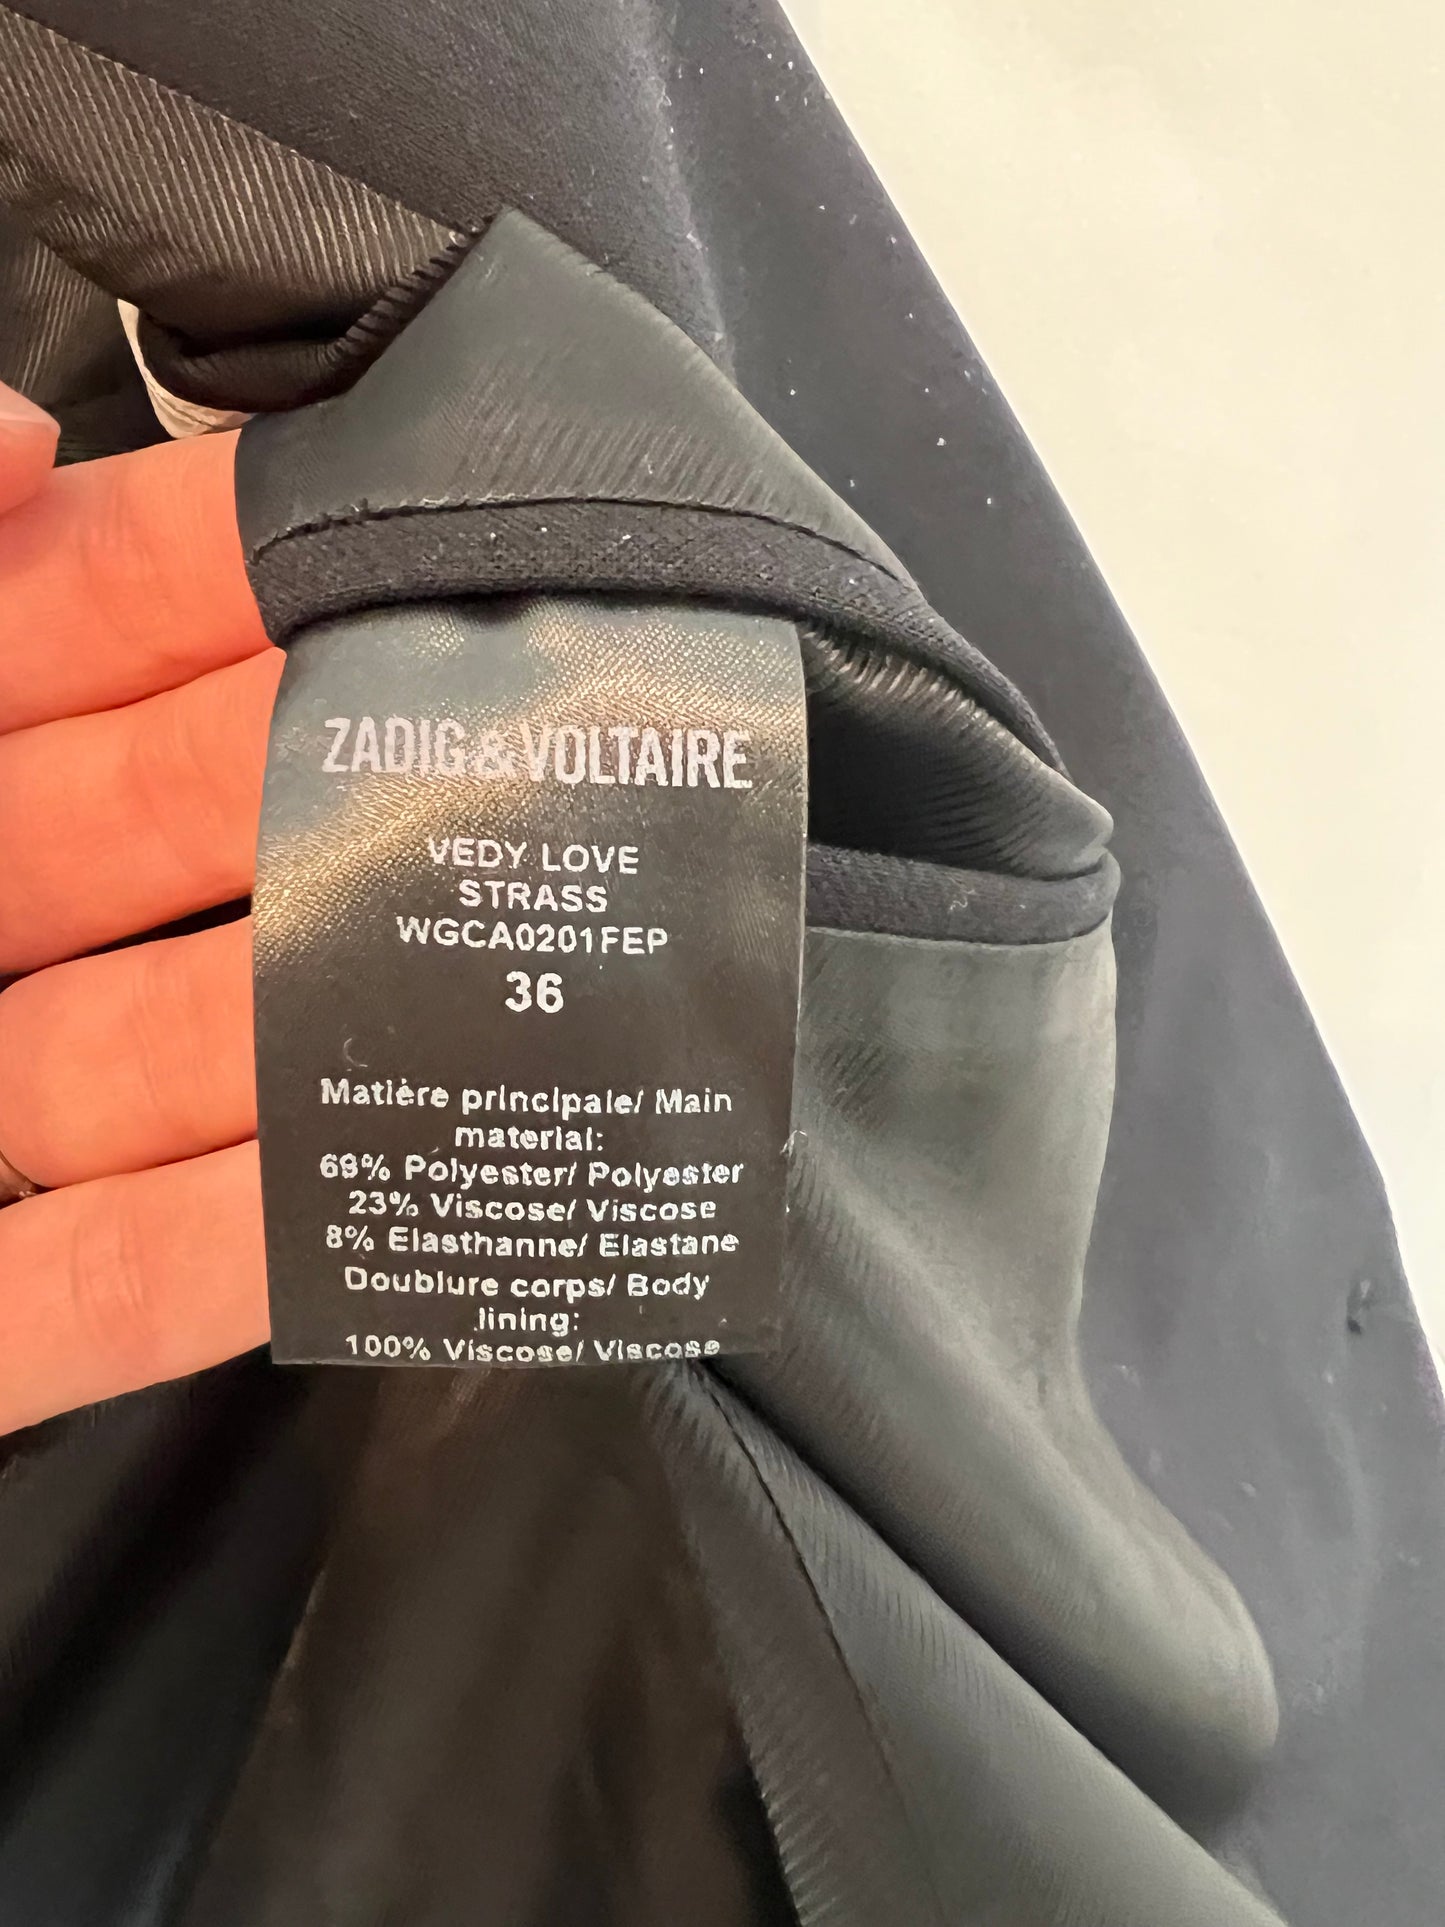 ZADIG&VOLTAIRE
VEDY LOVE
STRASS
WGCA0201FEP
36
Matière principale/ Main
material:
69% Polyester/ Polyester
23% Viscose/ Viscose
8% Elasthanne/ Elastane
Doublure corps/ Body
lining:
100% Viscose/ Viscose